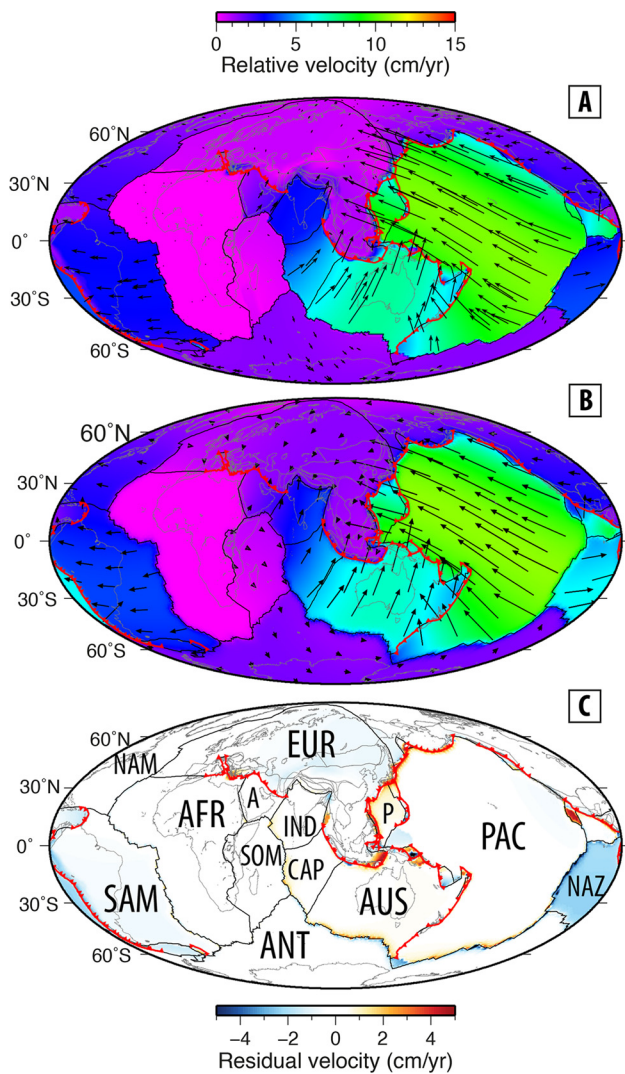 0 5 10 15
Relative velocity (cm/yr)
A
60˚N
30˚N
0˚
30˚S
60˚S
B
60˚N
30˚N
0˚
30˚S
60˚S
C
60˚N
EUR
NAM
30˚N
A
P
AFR
IND
PAC
0˚
SOM
CAP
NAZ
SAM
AUS
30˚S
ANT
60˚S
−4 −2 0 2 4
Residual velocity (cm/yr)